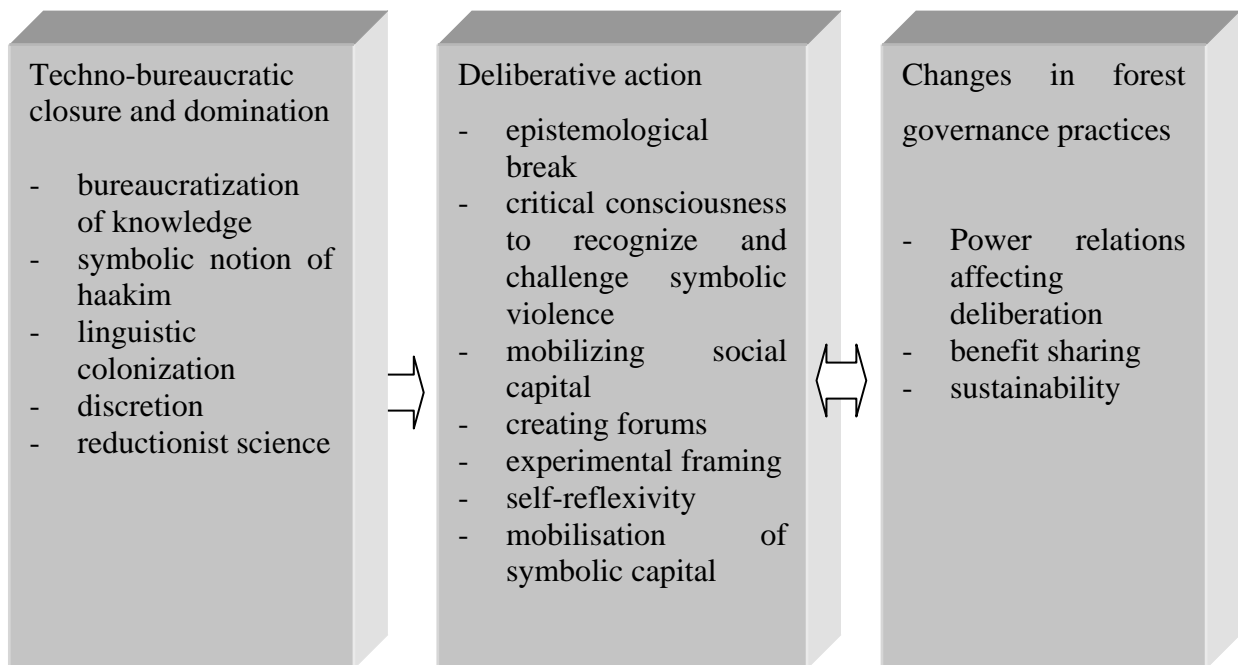 Techno-bureaucratic
closure and domination
- bureaucratization
of knowledge
- symbolic notion of
haakim
- linguistic
colonization
- discretion
- reductionist science
Deliberative action
- epistemological
break
- critical consciousness
to recognize and
challenge symbolic
violence
- mobilizing social
capital
- creating forums
- experimental framing
- self-reflexivity
- mobilisation of
symbolic capital
Changes in forest
governance practices
- Power relations
affecting
deliberation
- benefit sharing
- sustainability